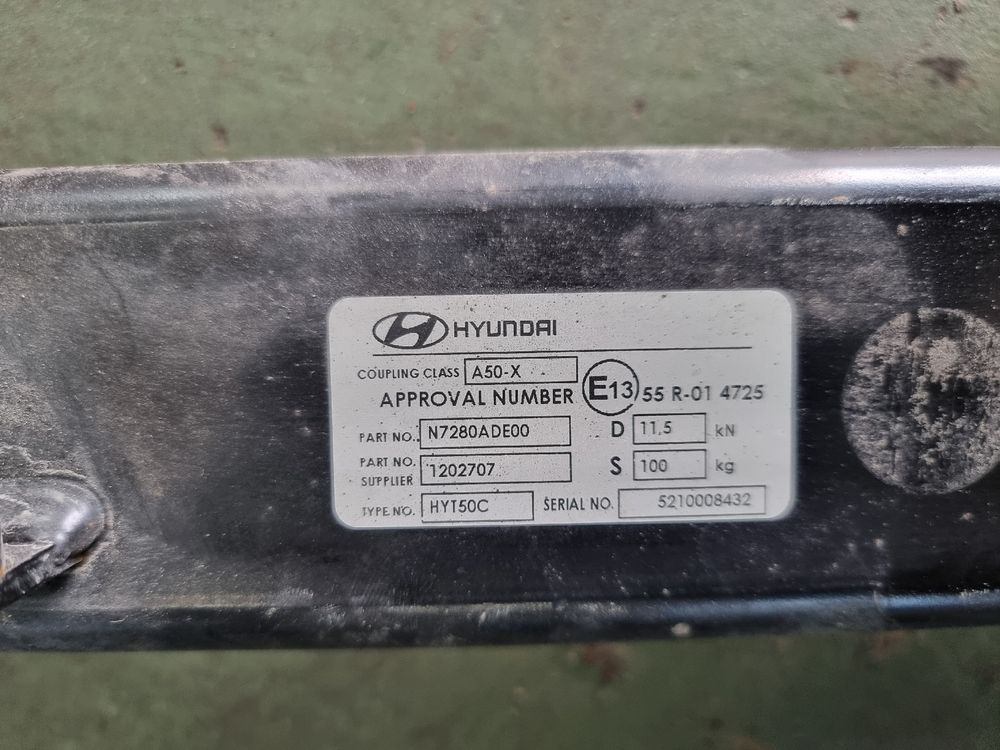 HYUNDAI
COUPLING CLASS A50-X
APPROVAL NUMBER E13 55 R-01 4725
PART NO. N7280ADE00 D 11,5 kN
PART NO. SUPPLIER 1202707 S 100 kg
TYPE NO. HYT50C SERIAL NO. 5210008432